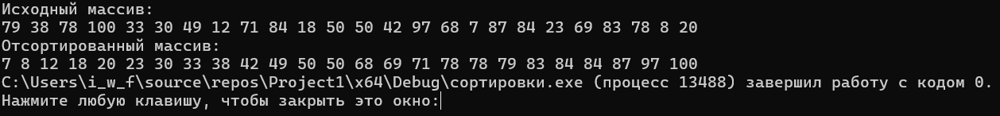 Исходный массив:
79 38 78 100 33 30 49 12 71 84 18 50 50 42 97 68 7 87 84 23 69 83 78 8 20
Отсортированный массив:
7 8 12 18 20 23 30 33 38 42 49 50 50 68 69 71 78 78 79 83 84 84 87 97 100
C:\Users\i_w_f\source\repos\Project1\x64\Debug\сортировки.exe (процесс 13488) завершил работу с кодом 0.
Нажмите любую клавишу, чтобы закрыть это окно: